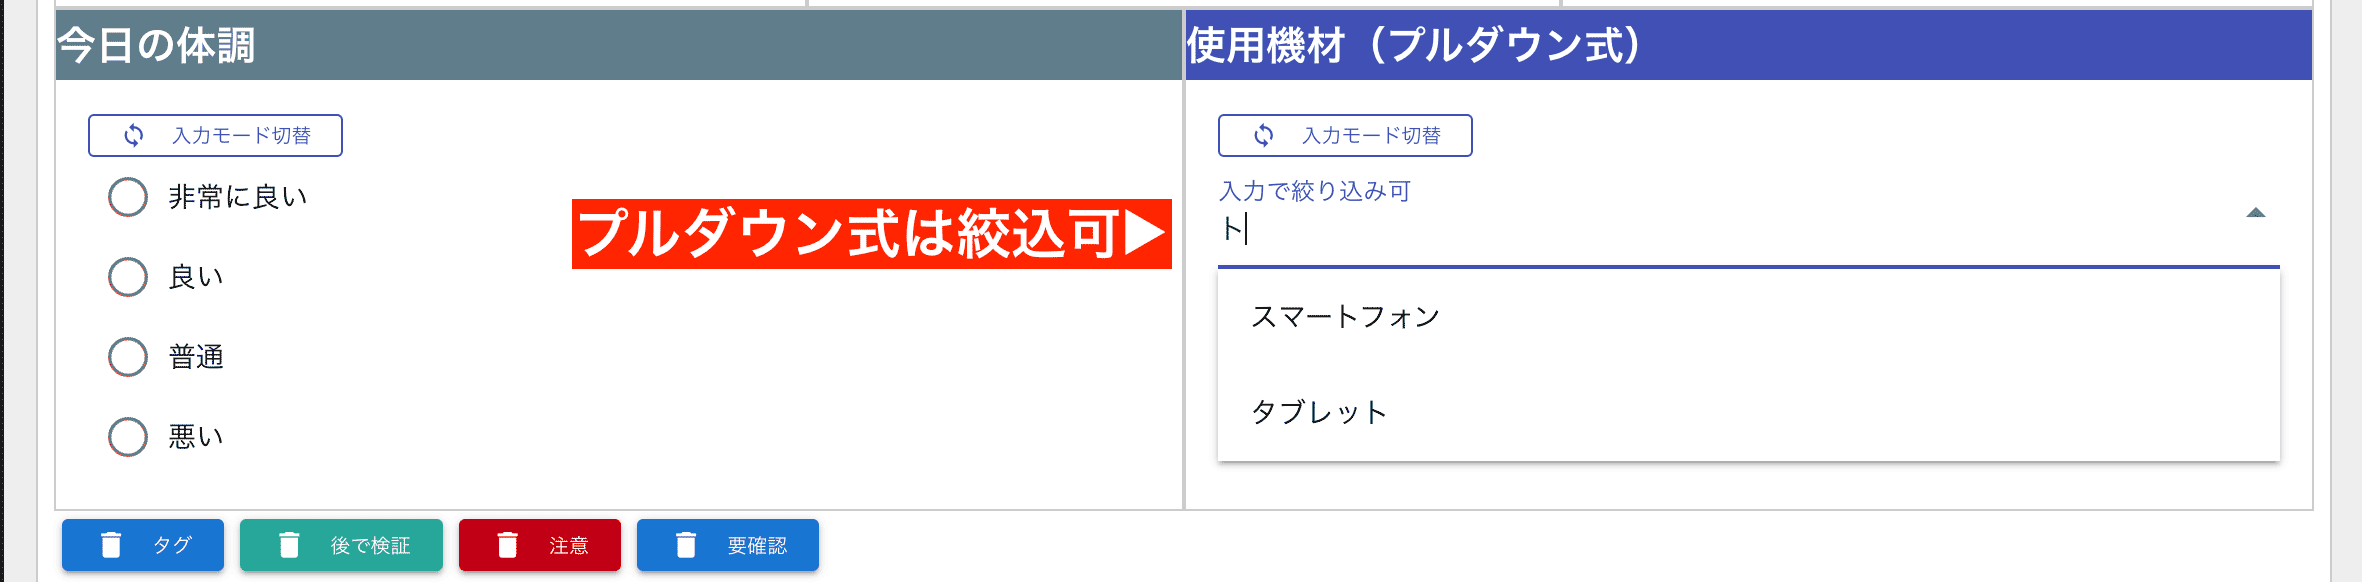 今日の体調
入力モード切替
非常に良い
良い
普通
悪い
プルダウン式は絞込可▶
使用機材（プルダウン式）
入力モード切替
入力で絞り込み可
ト
スマートフォン
タブレット
タグ
後で検証
注意
要確認